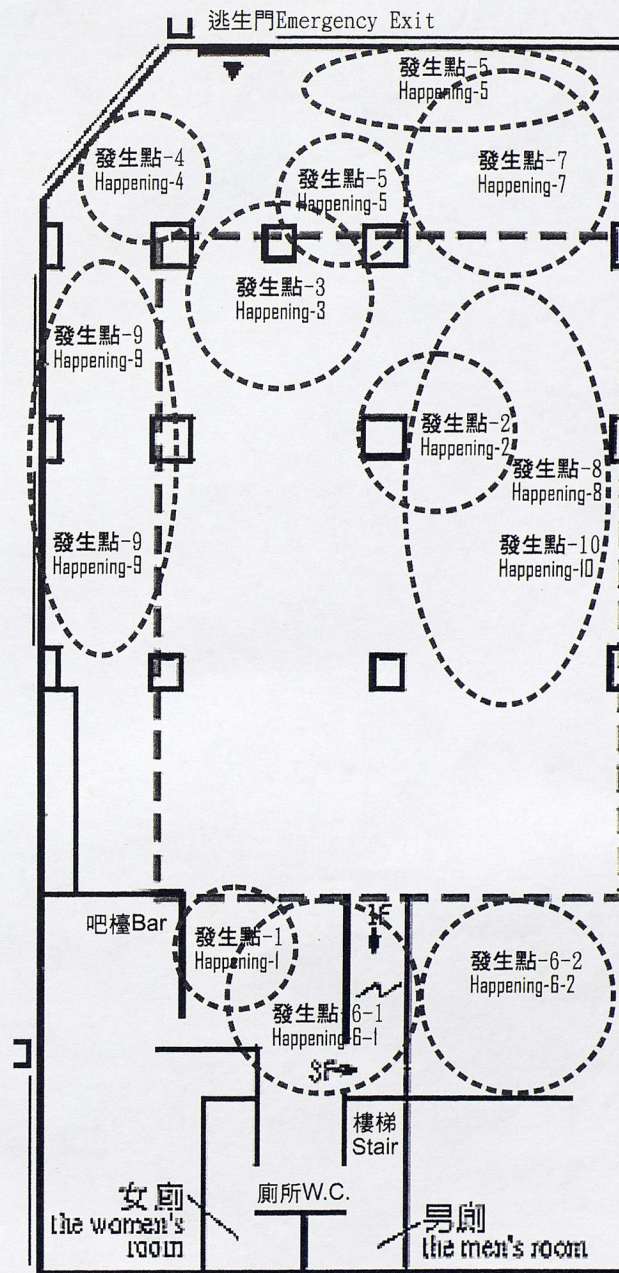 逃生門Emergency Exit
發生點-5
Happening-5
發生點-4
Happening-4
發生點-5
Happening-5
發生點-7
Happening-7
發生點-3
Happening-3
發生點-9
Happening-9
發生點-2
Happening-2
發生點-8
Happening-8
發生點-9
Happening-9
發生點-10
Happening-10
吧檯Bar
發生點-1
Happening-1
1F
發生點-6-2
Happening-6-2
發生點-6-1
Happening-6-1
3F
樓梯
Stair
女廁
the women's
room
廁所W.C.
男廁
the men's room